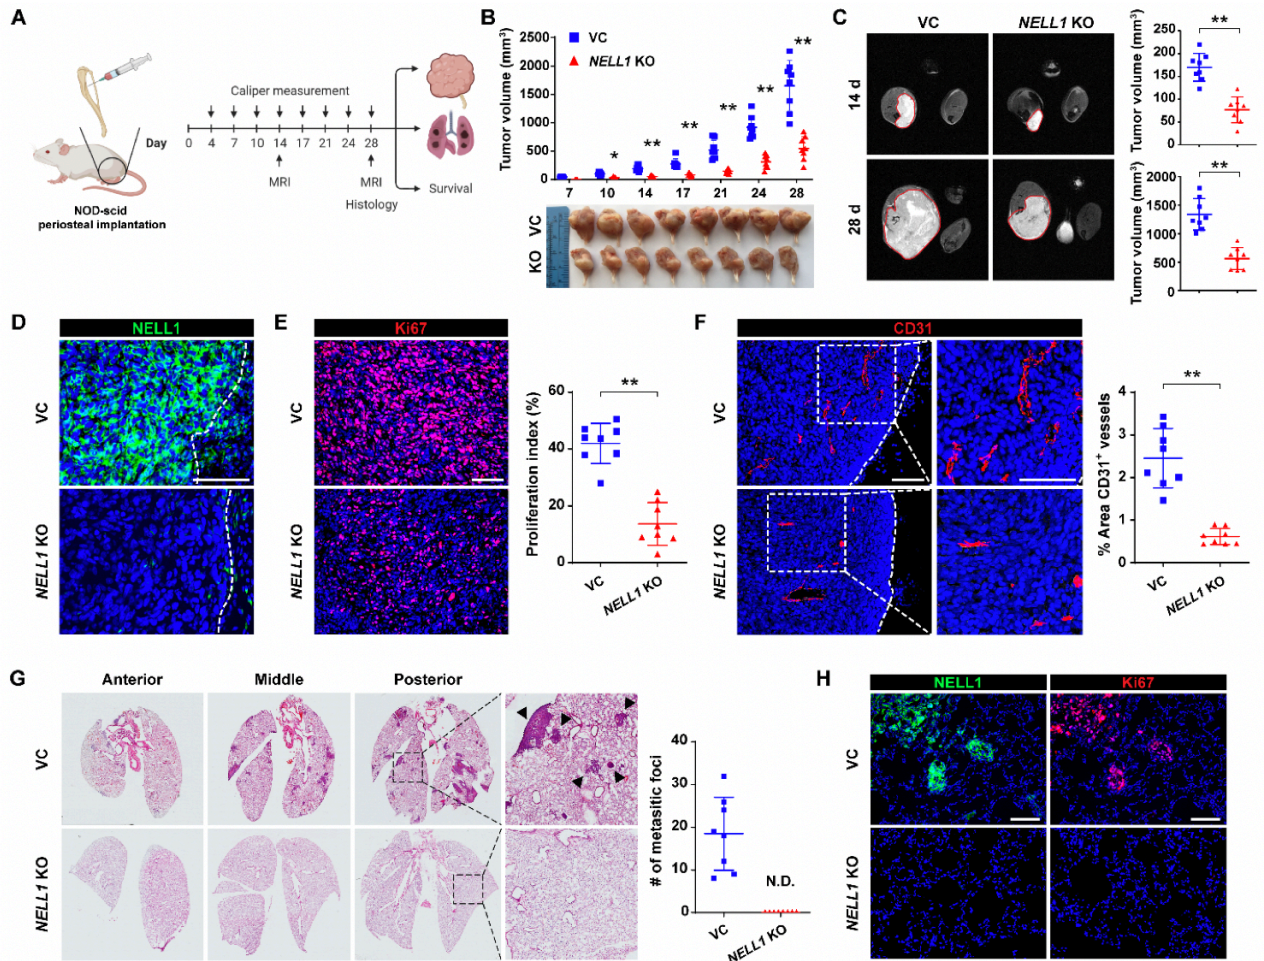 A
Caliper measurement
Day
0 4 7 10 14 17 21 24 28
MRI MRI
Histology
Survival
NOD-scid
periosteal implantation
B
VC
NELL1 KO
Tumor volume (mm³)
2500
2000
1500
1000
500
0
* ** ** ** ** **
7 10 14 17 21 24 28
VC
KO
C
VC NELL1 KO
14 d
28 d
Tumor volume (mm³)
250
200
150
100
50
0
**
Tumor volume (mm³)
2000
1500
1000
500
0
**
D
NELL1
VC
NELL1 KO
E
Ki67
VC
NELL1 KO
Proliferation index (%)
60
40
20
0
**
VC NELL1 KO
F
CD31
VC
NELL1 KO
% Area CD31⁺ vessels
4
3
2
1
0
**
VC NELL1 KO
G
Anterior Middle Posterior
VC
NELL1 KO
# of metasitic foci
40
30
20
10
0
N.D.
VC NELL1 KO
H
NELL1 Ki67
VC
NELL1 KO